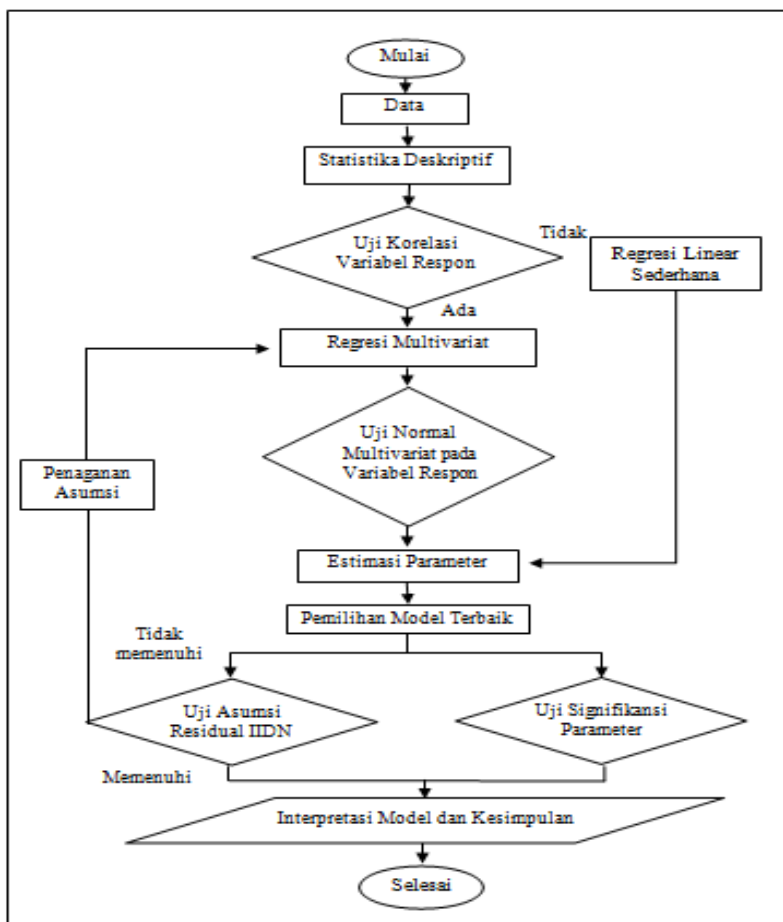 Mulai
Data
Statistika Deskriptif
Uji Korelasi
Variabel Respon
Tidak
Regresi Linear
Sederhana
Ada
Regresi Multivariat
Uji Normal
Multivariat pada
Variabel Respon
Penaganan
Asumsi
Estimasi Parameter
Pemilihan Model Terbaik
Tidak
memenuhi
Uji Asumsi
Residual IIDN
Uji Signifikansi
Parameter
Memenuhi
Interpretasi Model dan Kesimpulan
Selesai